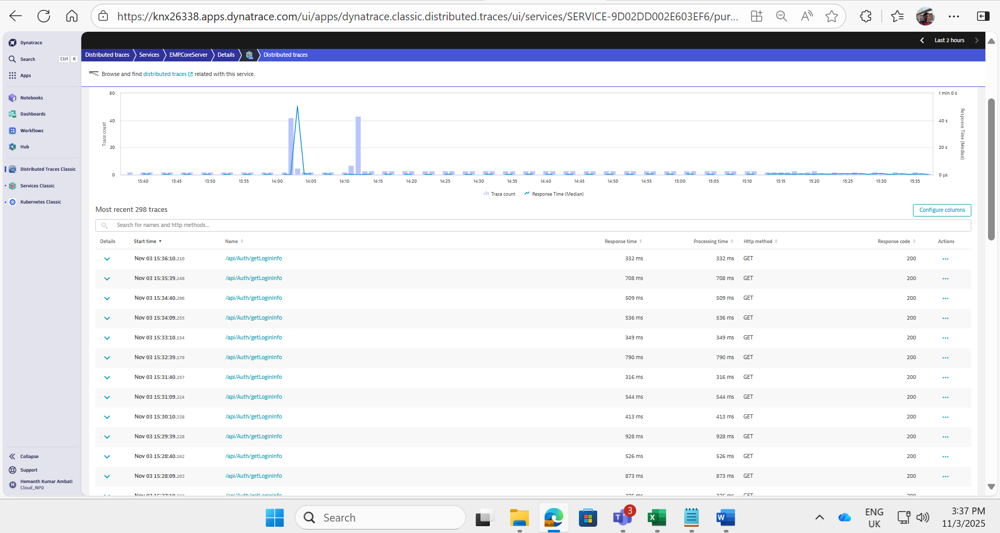 https://knx26338.apps.dynatrace.com/ui/apps/dynatrace.classic.distributed.traces/ui/services/SERVICE-9D02DD002E603EF6/pur...
Dynatrace
Search Ctrl K
Apps
Notebooks
Dashboards
Workflows
Hub
Distributed Traces Classic
Services Classic
Kubernetes Classic
Collapse
Support
H Hemanth Kumar Ambati
Cloud_NPD
Last 2 hours
Distributed traces Services EMP.CoreServer Details Distributed traces
Browse and find distributed traces related with this service.
60 1 min 0 s
40 40 s
20 20 s
0 0 µs
Trace count
Response Time (Median)
13:40 13:45 13:50 13:55 14:00 14:05 14:10 14:15 14:20 14:25 14:30 14:35 14:40 14:45 14:50 14:55 15:00 15:05 15:10 15:15 15:20 15:25 15:30 15:35
Trace count Response Time (Median)
Most recent 298 traces Configure columns
Search for names and http methods...
Details Start time Name Response time Processing time Http method Response code Actions
Nov 03 15:36:10.210 /api/Auth/getLoginInfo 332 ms 332 ms GET 200 ...
Nov 03 15:35:39.248 /api/Auth/getLoginInfo 708 ms 708 ms GET 200 ...
Nov 03 15:34:40.296 /api/Auth/getLoginInfo 509 ms 509 ms GET 200 ...
Nov 03 15:34:09.255 /api/Auth/getLoginInfo 536 ms 536 ms GET 200 ...
Nov 03 15:33:10.154 /api/Auth/getLoginInfo 349 ms 349 ms GET 200 ...
Nov 03 15:32:39.179 /api/Auth/getLoginInfo 790 ms 790 ms GET 200 ...
Nov 03 15:31:40.257 /api/Auth/getLoginInfo 316 ms 316 ms GET 200 ...
Nov 03 15:31:09.224 /api/Auth/getLoginInfo 544 ms 544 ms GET 200 ...
Nov 03 15:30:10.338 /api/Auth/getLoginInfo 413 ms 413 ms GET 200 ...
Nov 03 15:29:39.228 /api/Auth/getLoginInfo 928 ms 928 ms GET 200 ...
Nov 03 15:28:40.162 /api/Auth/getLoginInfo 526 ms 526 ms GET 200 ...
Nov 03 15:28:09.203 /api/Auth/getLoginInfo 873 ms 873 ms GET 200 ...
Search
3
ENG
UK
3:37 PM
11/3/2025